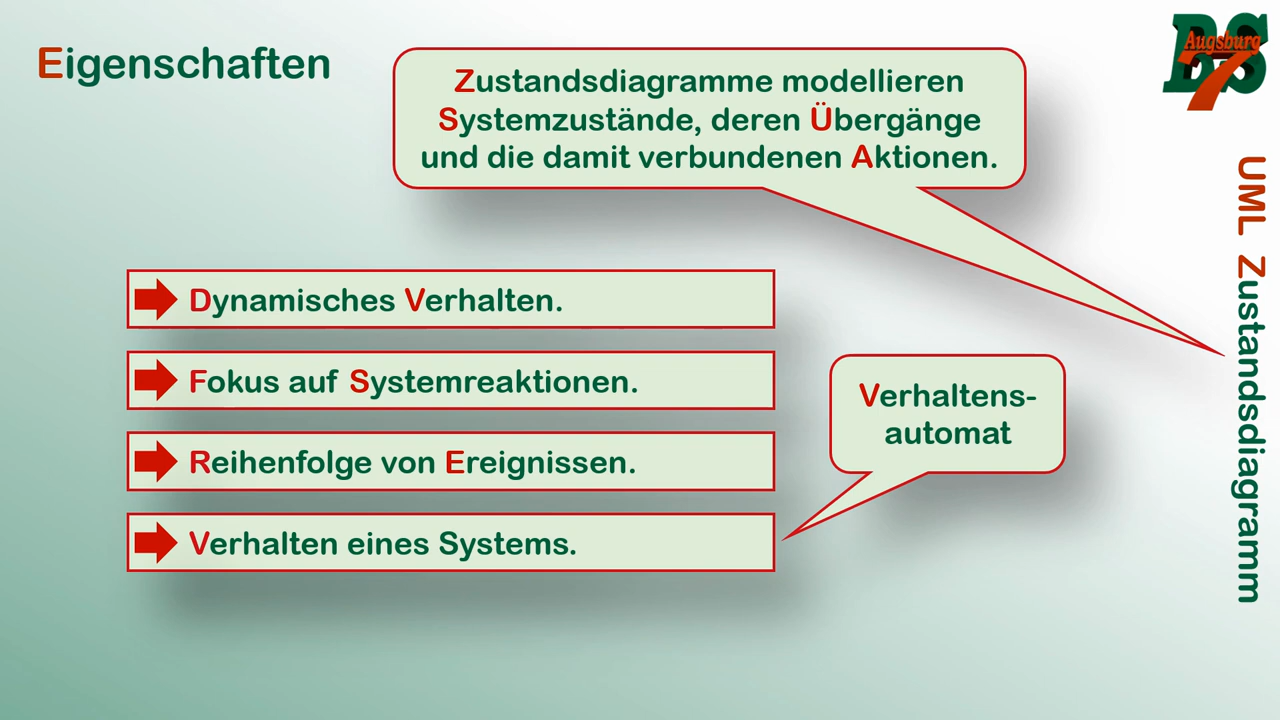 Eigenschaften
Zustandsdiagramme modellieren
Systemzustände, deren Übergänge
und die damit verbundenen Aktionen.
BS
Augsburg
7
UML Zustandsdiagramm
Dynamisches Verhalten.
Fokus auf Systemreaktionen.
Reihenfolge von Ereignissen.
Verhalten eines Systems.
Verhaltens-
automat